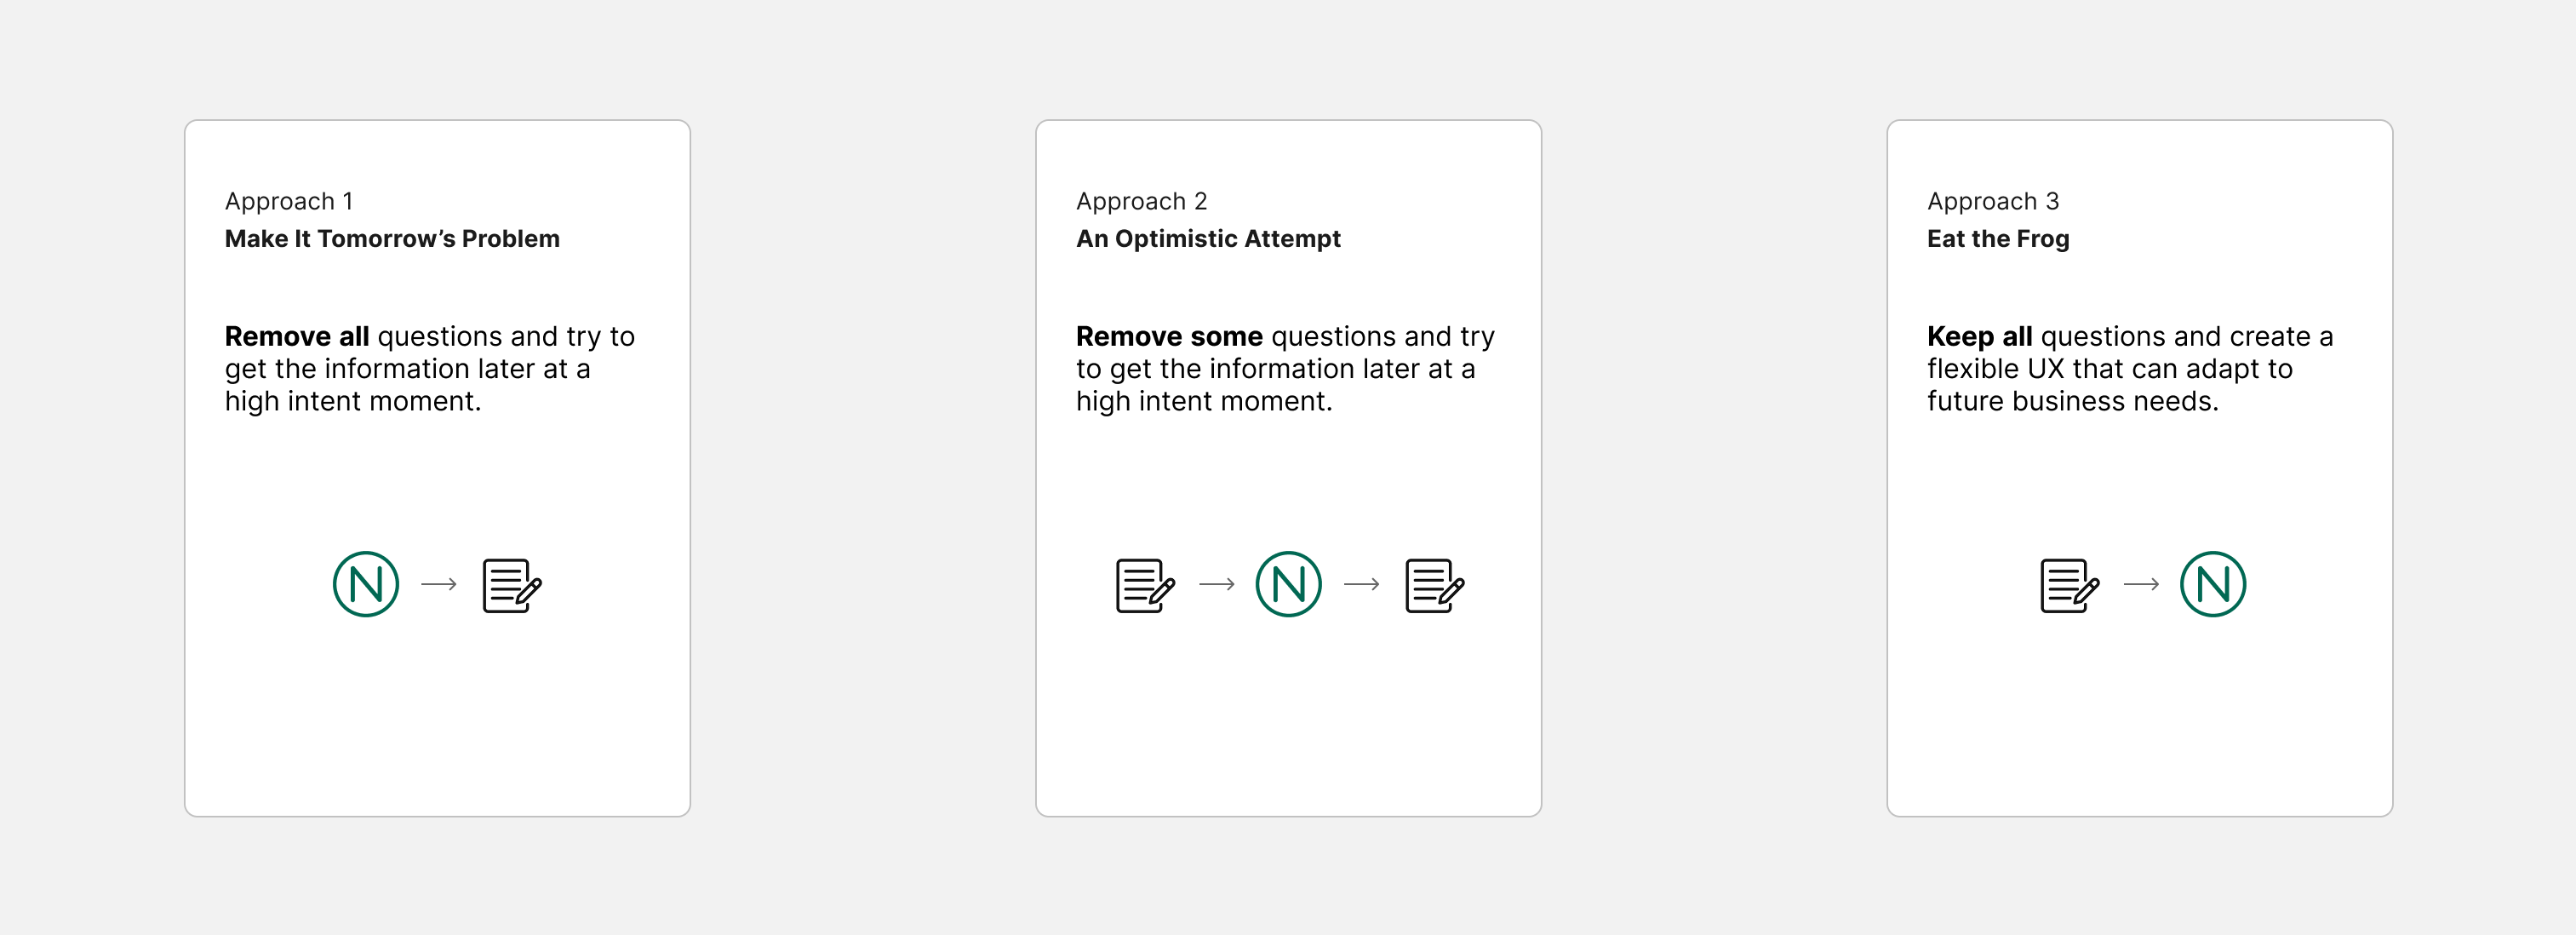 Approach 1
Make It Tomorrow’s Problem
Remove all questions and try to
get the information later at a
high intent moment.
N
Approach 2
An Optimistic Attempt
Remove some questions and try
to get the information later at a
high intent moment.
N
Approach 3
Eat the Frog
Keep all questions and create a
flexible UX that can adapt to
future business needs.
N